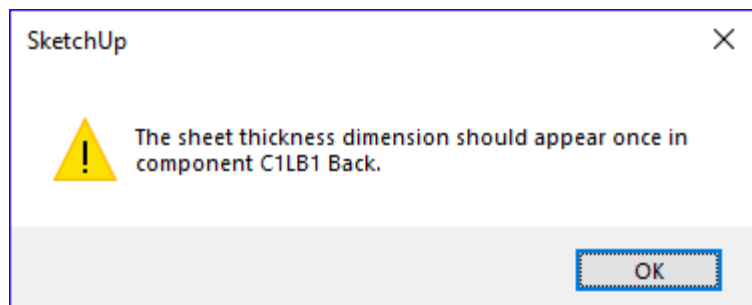 SketchUp
The sheet thickness dimension should appear once in
component C1LB1 Back.
OK